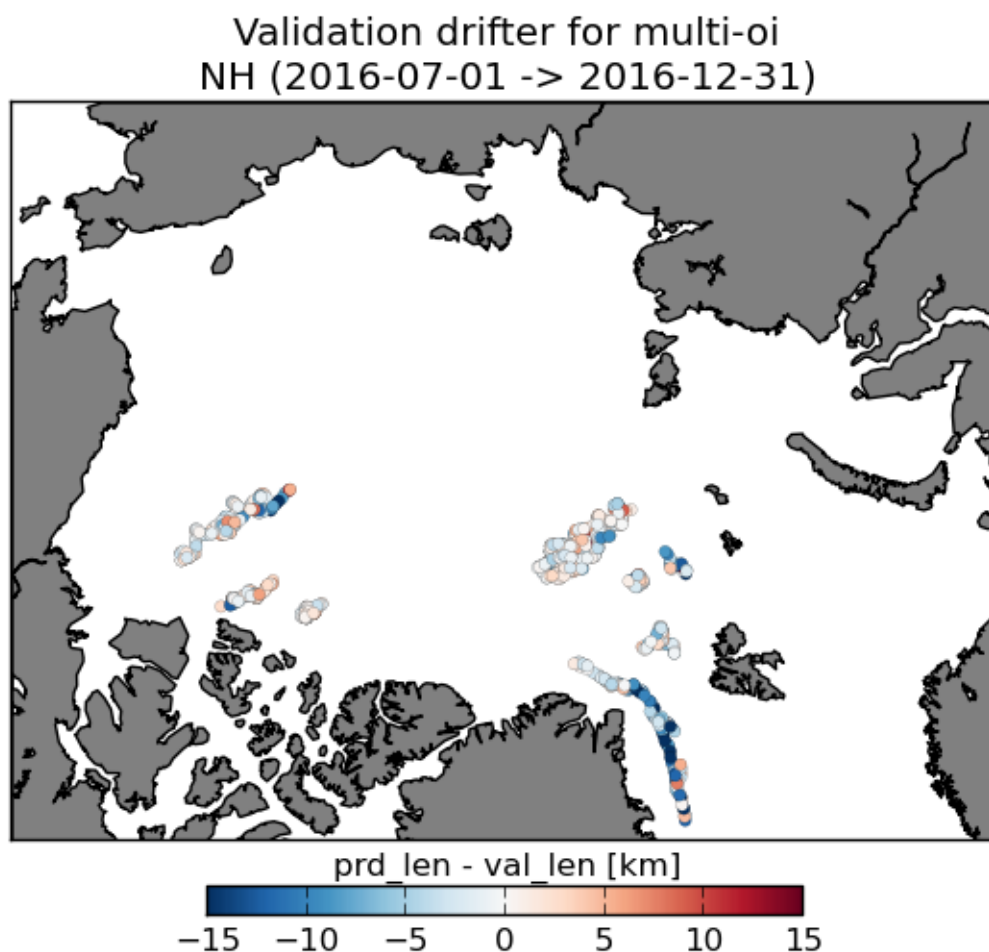 Validation drifter for multi-oi
NH (2016-07-01 -> 2016-12-31)
prd_len - val_len [km]
−15 −10 −5 0 5 10 15